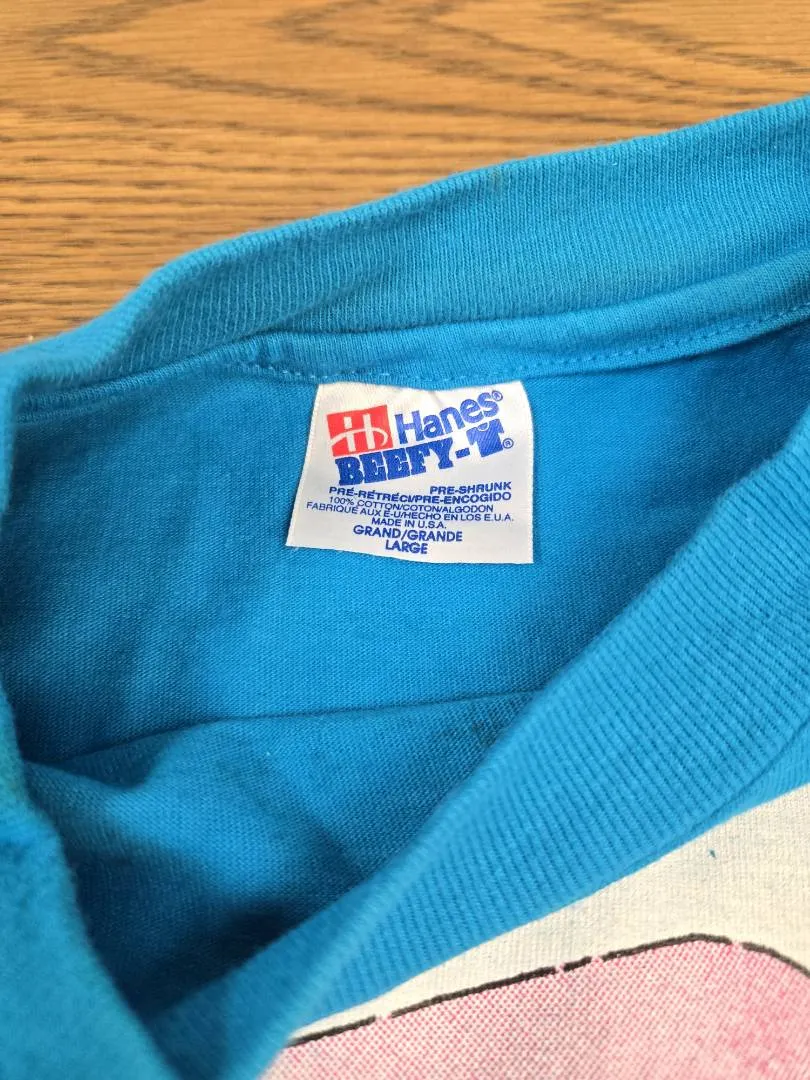 Hanes®
BEEFY-T®
PRE-SHRUNK
PRÉ-RÉTRÉCI/PRE-ENCOGIDO
100% COTTON/COTON/ALGODON
FABRIQUÉ AUX É-U/HECHO EN LOS E.U.A.
MADE IN U.S.A.
GRAND/GRANDE
LARGE